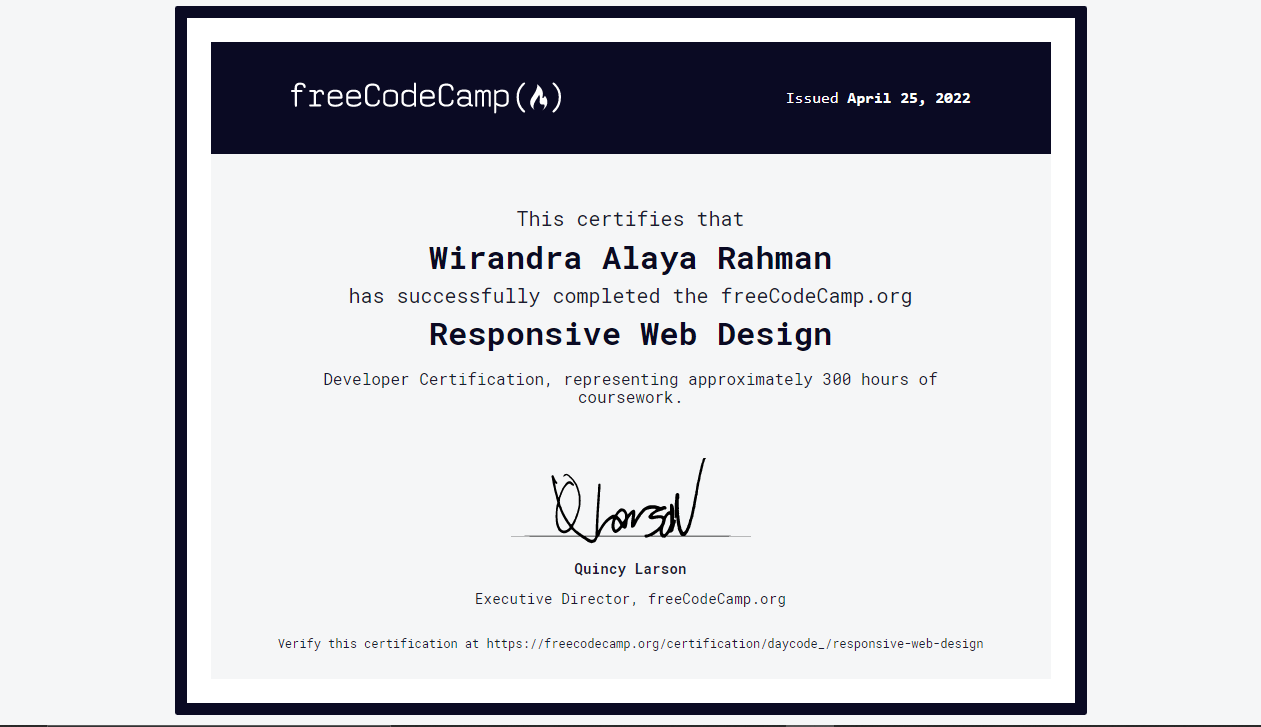 freeCodeCamp
Issued April 25, 2022
This certifies that
Wirandra Alaya Rahman
has successfully completed the freeCodeCamp.org
Responsive Web Design
Developer Certification, representing approximately 300 hours of
coursework.
Q Larson
Quincy Larson
Executive Director, freeCodeCamp.org
Verify this certification at https://freecodecamp.org/certification/daycode_/responsive-web-design